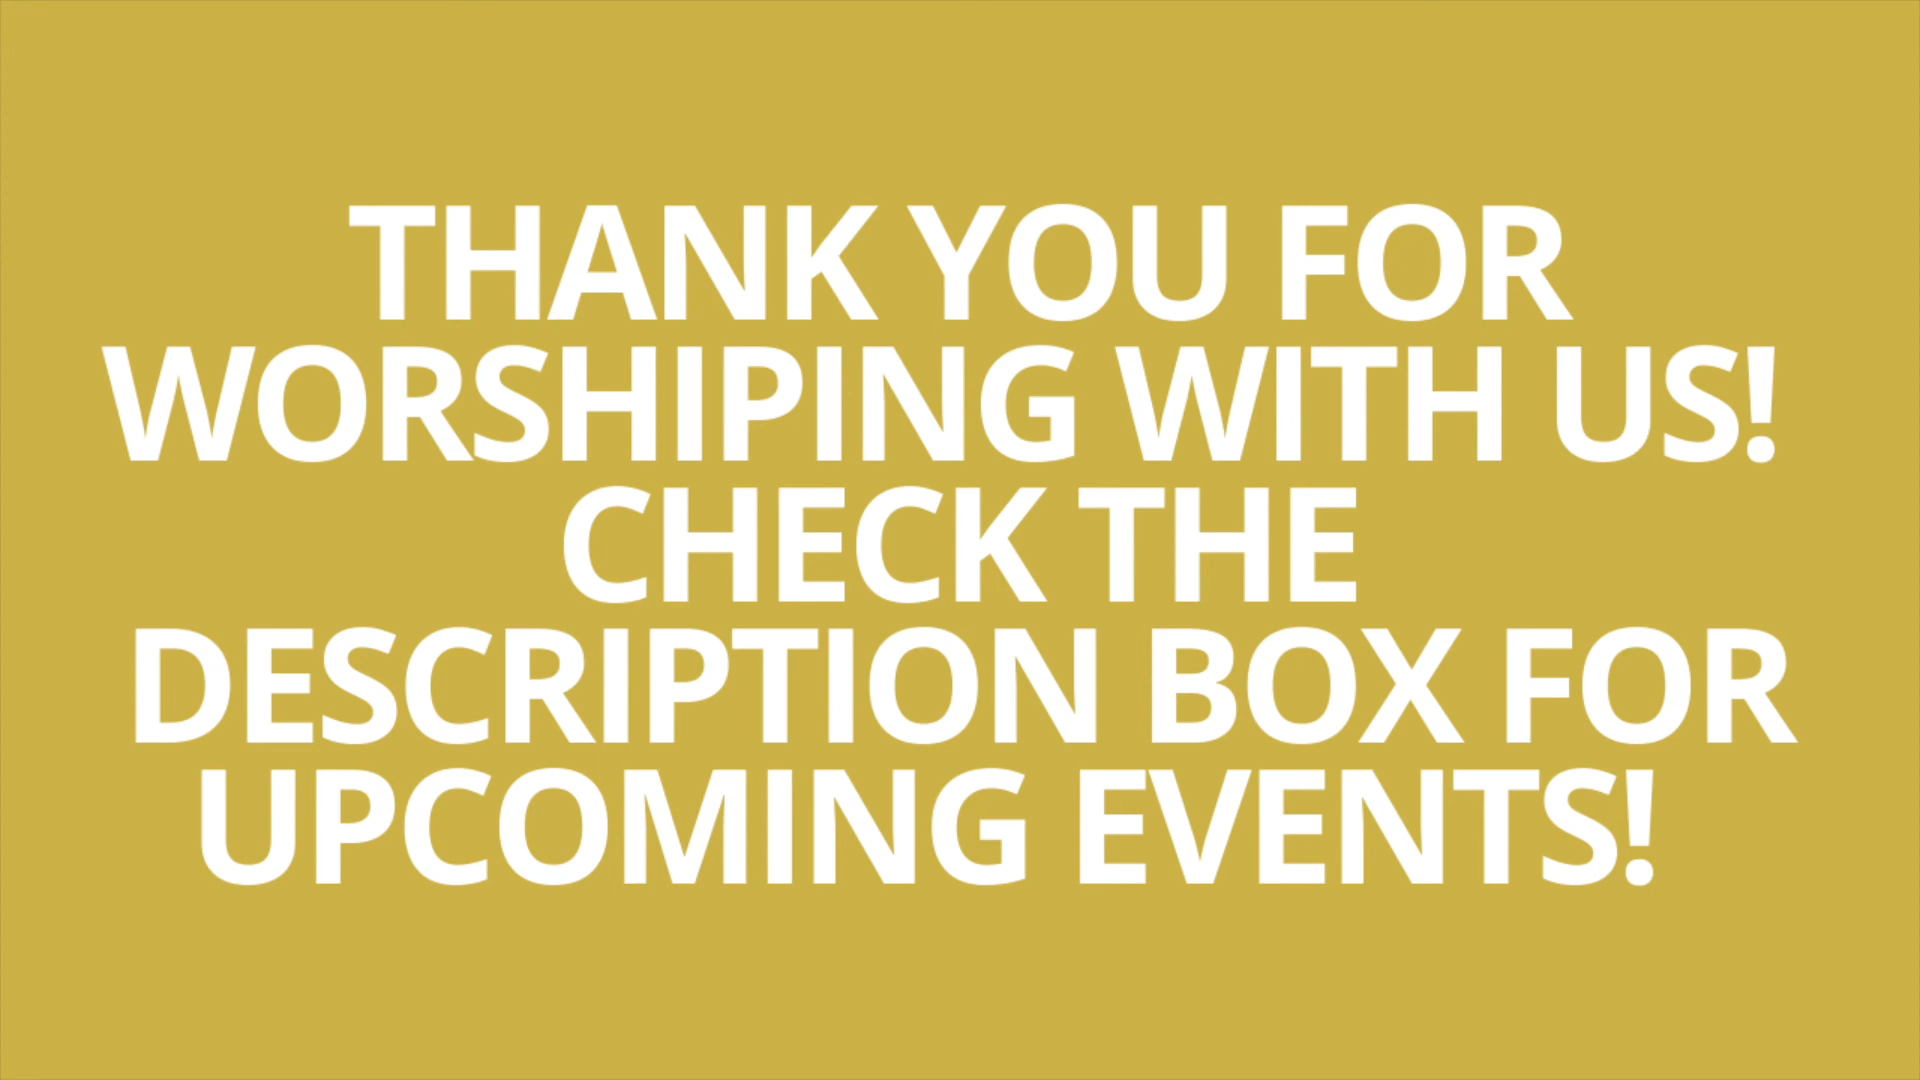 THANK YOU FOR
WORSHIPING WITH US!
CHECK THE
DESCRIPTION BOX FOR
UPCOMING EVENTS!